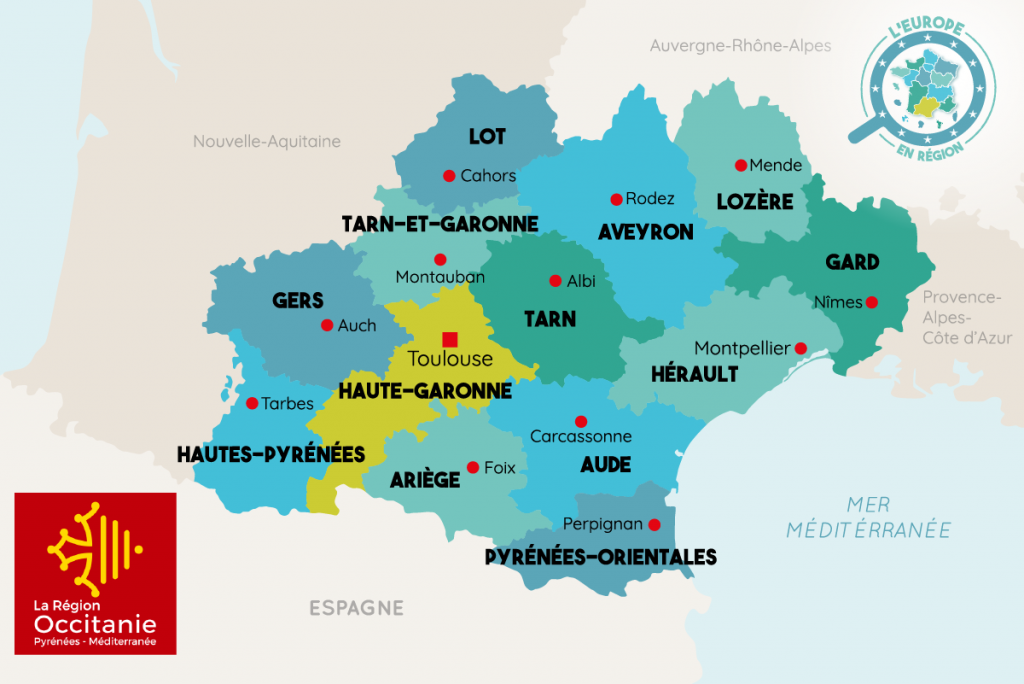 L'EUROPE
EN RÉGION
Auvergne-Rhône-Alpes
Nouvelle-Aquitaine
LOT
Cahors
Mende
LOZÈRE
Rodez
AVEYRON
TARN-ET-GARONNE
Montauban
Albi
TARN
GARD
Nîmes
Provence-
Alpes-
Côte d'Azur
GERS
Auch
Toulouse
HAUTE-GARONNE
Montpellier
HÉRAULT
Tarbes
HAUTES-PYRÉNÉES
Carcassonne
AUDE
ARIÈGE
Foix
Perpignan
PYRÉNÉES-ORIENTALES
MER
MÉDITÉRRANÉE
ESPAGNE
La Région
Occitanie
Pyrénées - Méditerranée